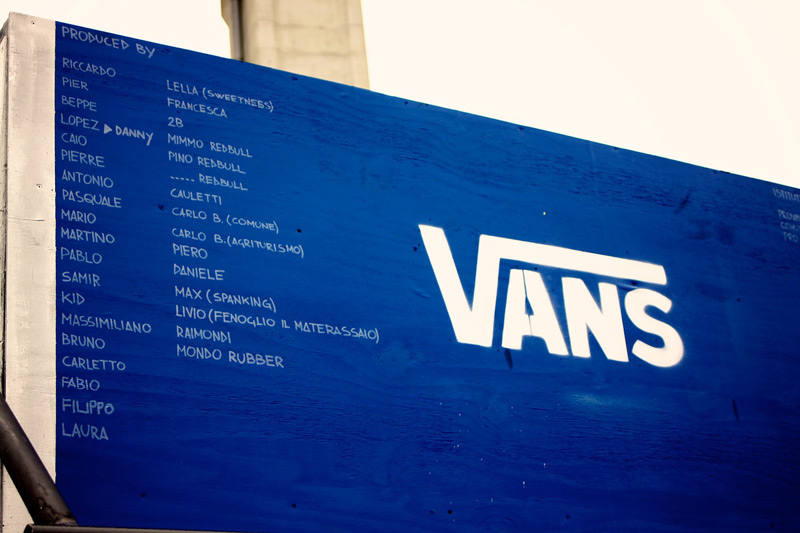 PRODUCED BY
RICCARDO
PIER
BEPPE
LOPEZ ▶ DANNY
CAIO
PIERRE
ANTONIO
PASQUALE
MARIO
MARTINO
PABLO
SAMIR
KID
MASSIMILIANO
BRUNO
CARLETTO
FABIO
FILIPPO
LAURA
LELLA (SWEETNESS)
FRANCESCA
2B
MIMMO REDBULL
PINO REDBULL
----- REDBULL
CAULETTI
CARLO B. (COMUNE)
CARLO B. (AGRITURISMO)
PIERO
DANIELE
MAX (SPANKING)
LIVIO (FENOGLIO IL MATERASSAIO)
RAIMONDI
MONDO RUBBER
VANS